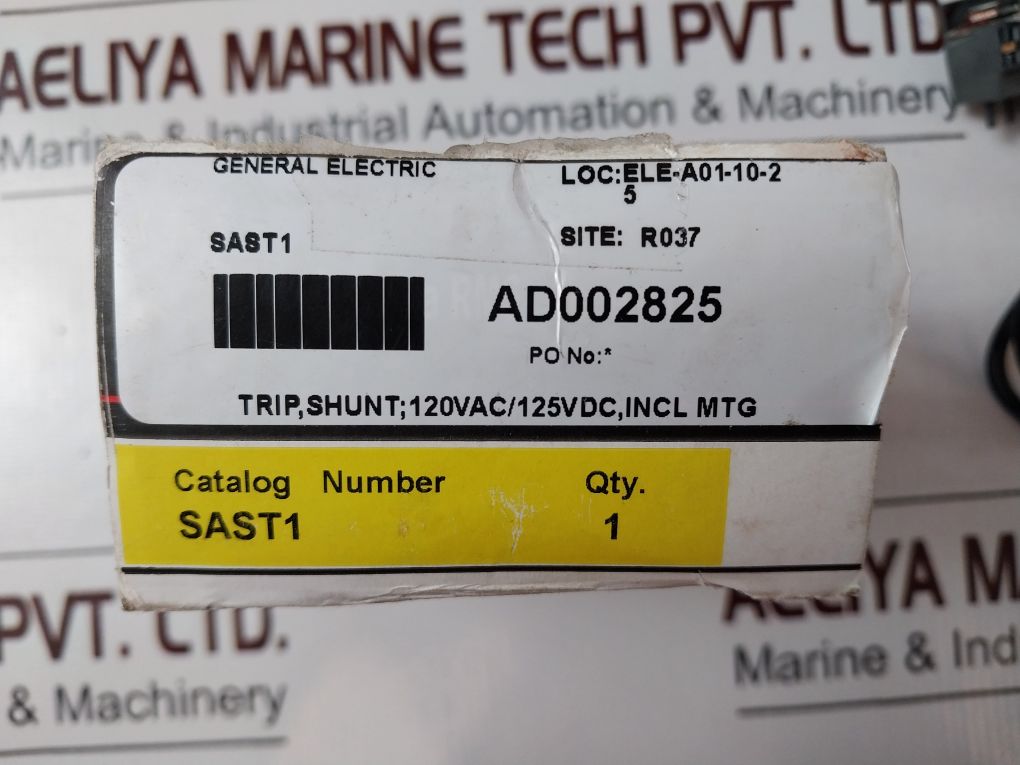 AELIYA MARINE TECH PVT. LTD
Marine & Industrial Automation & Machinery
GENERAL ELECTRIC
LOC:ELE-A01-10-2
5
SAST1
SITE: R037
AD002825
PO No:*
TRIP,SHUNT;120VAC/125VDC,INCL MTG
Catalog Number Qty.
SAST1 1
PVT. LTD.
& Machinery
AELIYA M
Marine & Ind